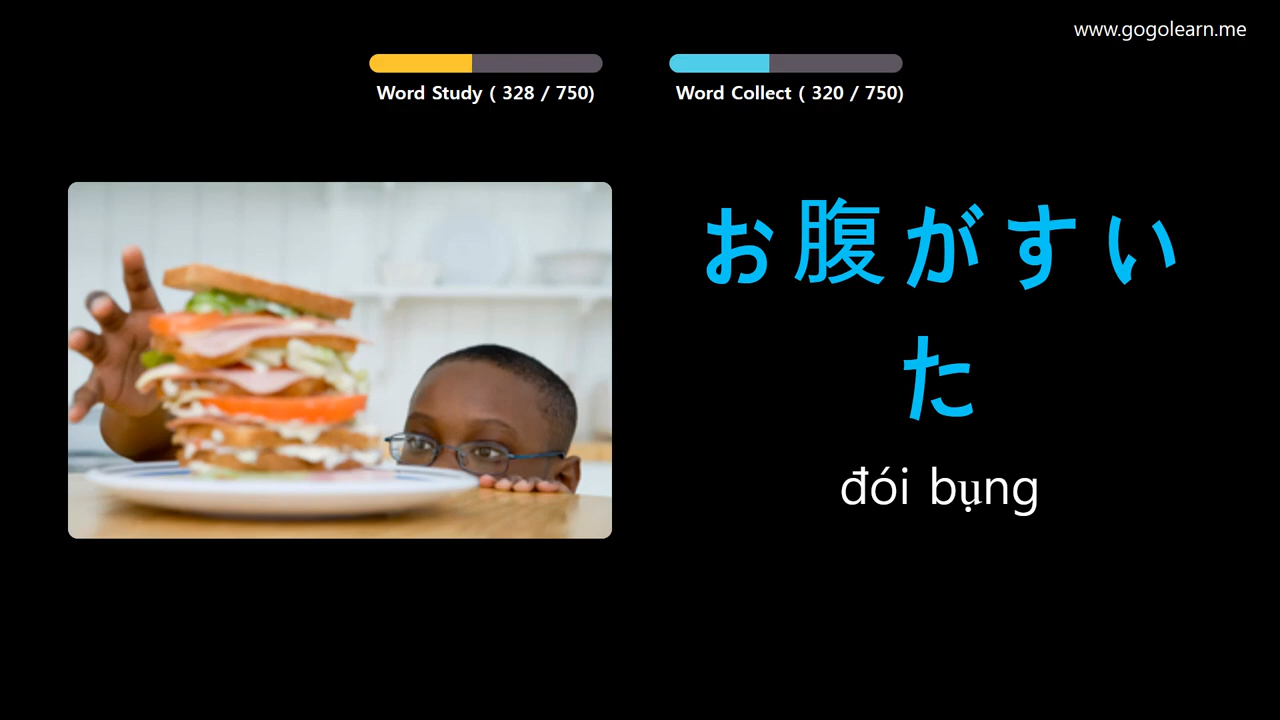 www.gogolearn.me
Word Study ( 328 / 750)
Word Collect ( 320 / 750)
お腹がすい
た
đói bụng